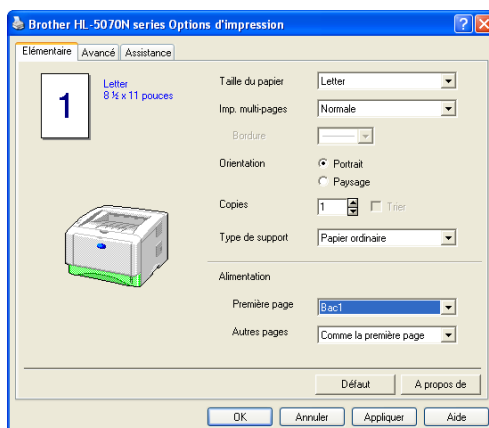 Brother HL-5070N series Options d'impression
Elémentaire Avancé Assistance
1
Letter
8 ½ x 11 pouces
Taille du papier Letter
Imp. multi-pages Normale
Bordure
Orientation Portrait
Paysage
Copies 1 Trier
Type de support Papier ordinaire
Alimentation
Première page Bac1
Autres pages Comme la première page
Défaut A propos de
OK Annuler Appliquer Aide